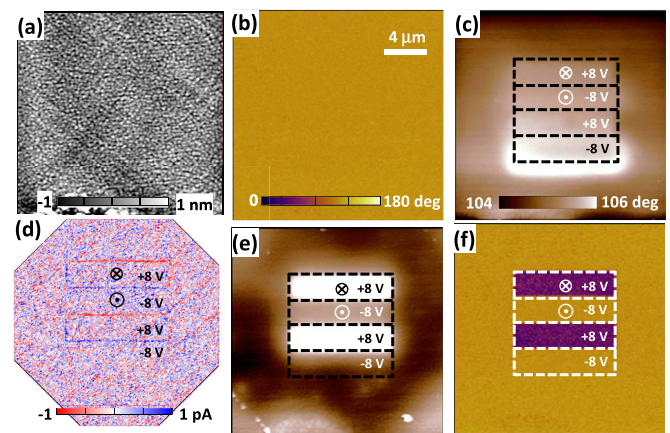 (a)
-1 1 nm
(b)
4 μm
0 180 deg
(c)
+8 V
-8 V
+8 V
-8 V
104 106 deg
(d)
+8 V
-8 V
+8 V
-8 V
-1 1 pA
(e)
+8 V
-8 V
+8 V
-8 V
(f)
+8 V
-8 V
+8 V
-8 V